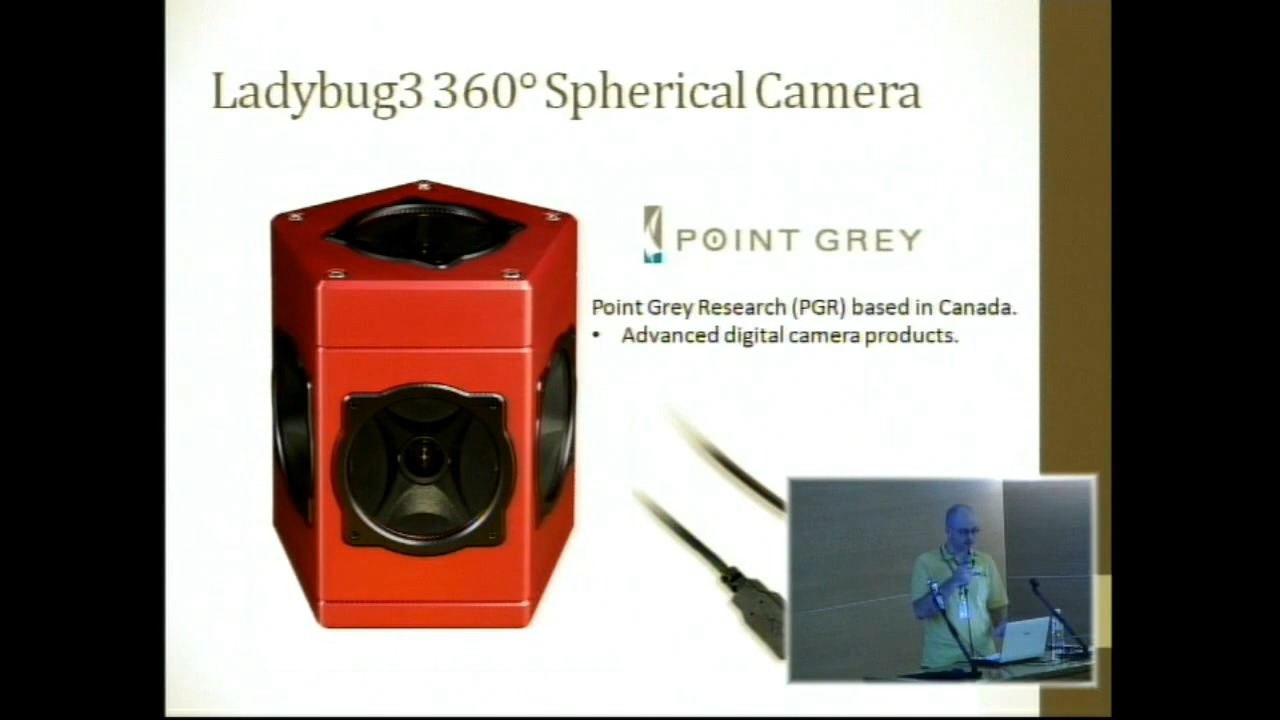 Ladybug3 360° Spherical Camera
POINT GREY
Point Grey Research (PGR) based in Canada.
• Advanced digital camera products.